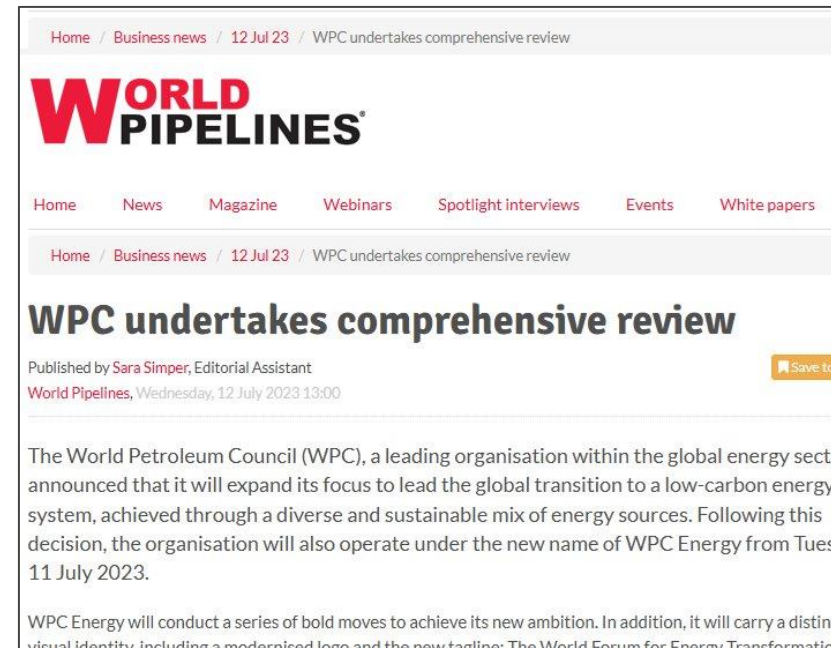 Home / Business news / 12 Jul 23 / WPC undertakes comprehensive review
WORLD
PIPELINES®
Home News Magazine Webinars Spotlight interviews Events White papers
Home / Business news / 12 Jul 23 / WPC undertakes comprehensive review
WPC undertakes comprehensive review
Published by Sara Simper, Editorial Assistant
Save to
World Pipelines, Wednesday, 12 July 2023 13:00
The World Petroleum Council (WPC), a leading organisation within the global energy sect
announced that it will expand its focus to lead the global transition to a low-carbon energy
system, achieved through a diverse and sustainable mix of energy sources. Following this
decision, the organisation will also operate under the new name of WPC Energy from Tues
11 July 2023.
WPC Energy will conduct a series of bold moves to achieve its new ambition. In addition, it will carry a distin
visual identity, including a modernised logo and the new tagline: The World Forum for Energy Transformatio